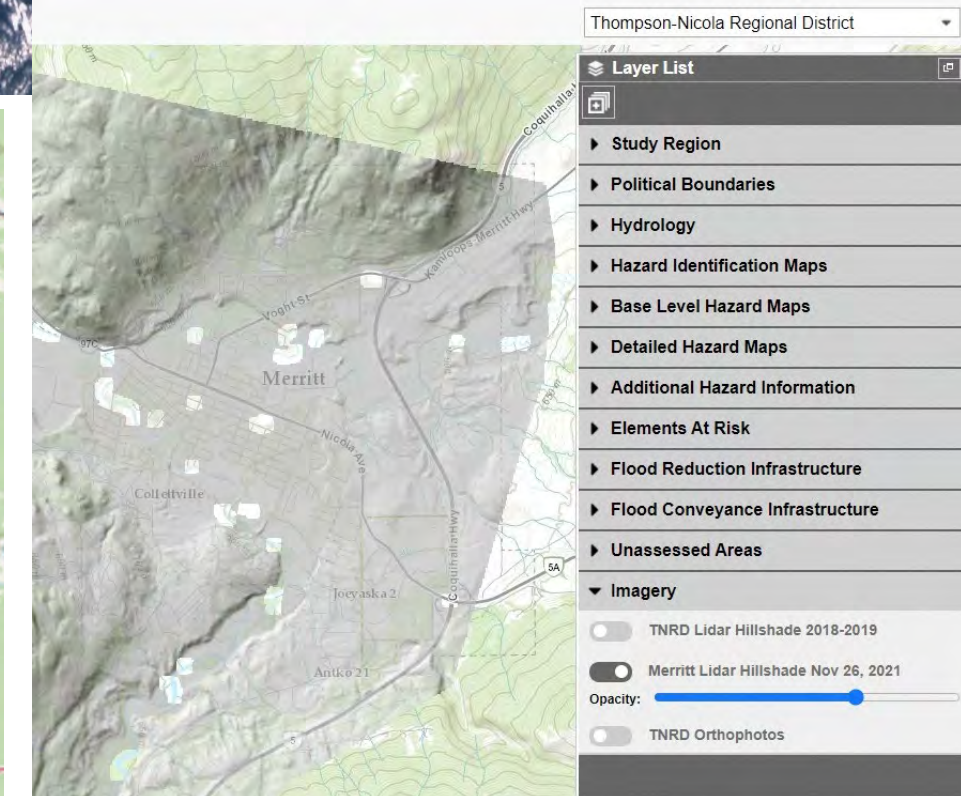 Thompson-Nicola Regional District
Layer List
Study Region
Political Boundaries
Hydrology
Hazard Identification Maps
Base Level Hazard Maps
Detailed Hazard Maps
Additional Hazard Information
Elements At Risk
Flood Reduction Infrastructure
Flood Conveyance Infrastructure
Unassessed Areas
Imagery
TNRD Lidar Hillshade 2018-2019
Merritt Lidar Hillshade Nov 26, 2021
Opacity:
TNRD Orthophotos
Coquihalla
5
Kamloops-Merritt-Hwy
Voght-St
97C
Merritt
Nicola-Ave
Collettville
Coquihalla-Hwy
5A
Joeyaska 2
Antko 21
5